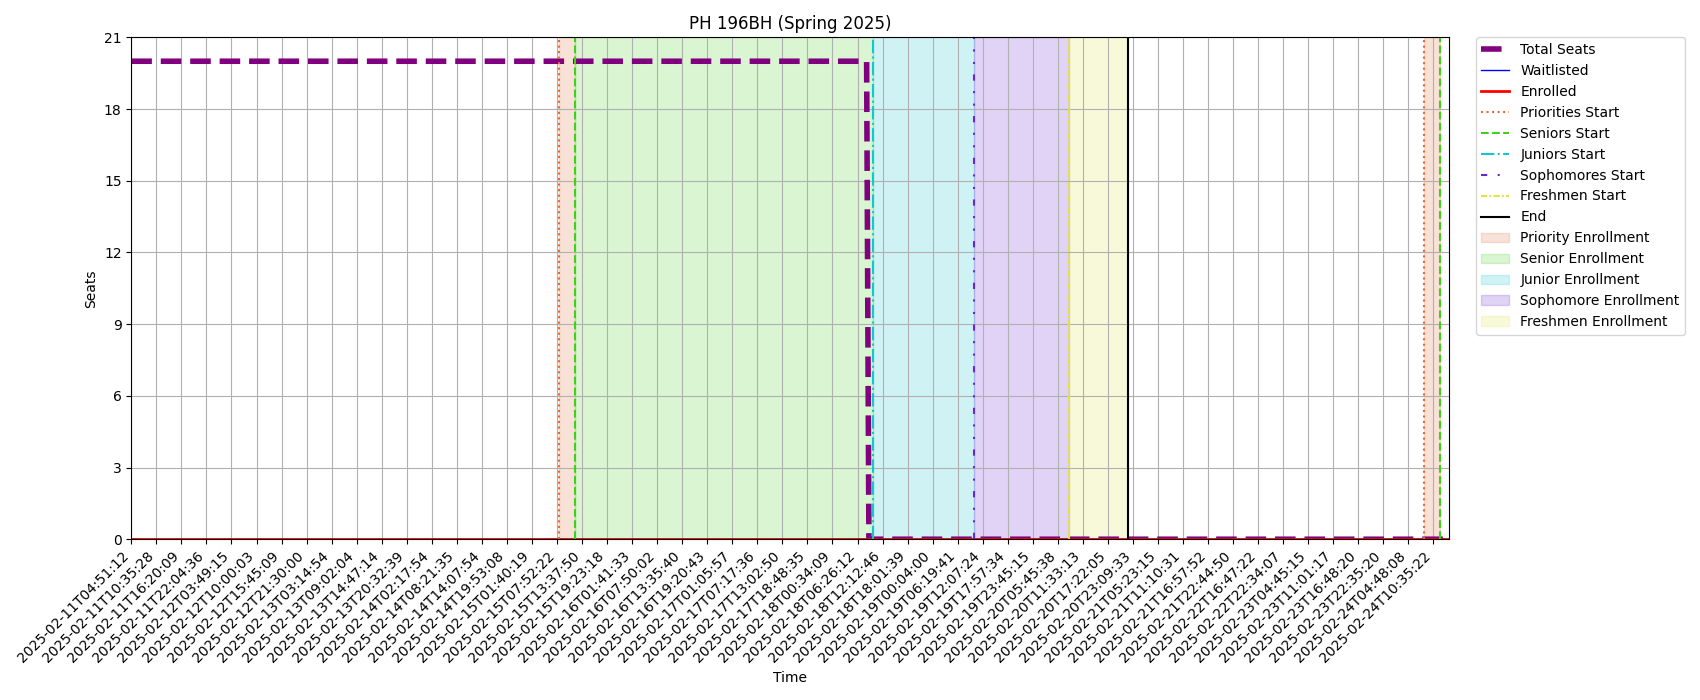 PH 196BH (Spring 2025)
21
18
15
12
9
6
3
0
Seats
2025-02-11T04:51:12
2025-02-11T10:35:28
2025-02-11T16:20:09
2025-02-11T22:04:36
2025-02-12T03:49:15
2025-02-12T10:00:03
2025-02-12T15:45:09
2025-02-12T21:30:00
2025-02-13T03:14:54
2025-02-13T09:02:04
2025-02-13T14:47:14
2025-02-13T20:32:39
2025-02-14T02:17:54
2025-02-14T08:21:35
2025-02-14T14:07:54
2025-02-14T19:53:08
2025-02-15T01:40:19
2025-02-15T07:52:22
2025-02-15T13:37:50
2025-02-15T19:23:18
2025-02-16T01:41:33
2025-02-16T07:50:02
2025-02-16T13:35:40
2025-02-16T19:20:43
2025-02-17T01:05:57
2025-02-17T07:17:36
2025-02-17T13:02:50
2025-02-17T18:48:35
2025-02-18T00:34:09
2025-02-18T06:26:12
2025-02-18T12:12:46
2025-02-18T18:01:39
2025-02-19T00:04:00
2025-02-19T06:19:41
2025-02-19T12:07:24
2025-02-19T17:57:34
2025-02-19T23:45:15
2025-02-20T05:45:38
2025-02-20T11:33:13
2025-02-20T17:22:05
2025-02-20T23:09:33
2025-02-21T05:23:15
2025-02-21T11:10:31
2025-02-21T16:57:52
2025-02-21T22:44:50
2025-02-22T16:47:22
2025-02-22T22:34:07
2025-02-23T04:45:15
2025-02-23T11:01:17
2025-02-23T16:48:20
2025-02-23T22:35:20
2025-02-24T04:48:08
2025-02-24T10:35:22
Time
Total Seats
Waitlisted
Enrolled
Priorities Start
Seniors Start
Juniors Start
Sophomores Start
Freshmen Start
End
Priority Enrollment
Senior Enrollment
Junior Enrollment
Sophomore Enrollment
Freshmen Enrollment